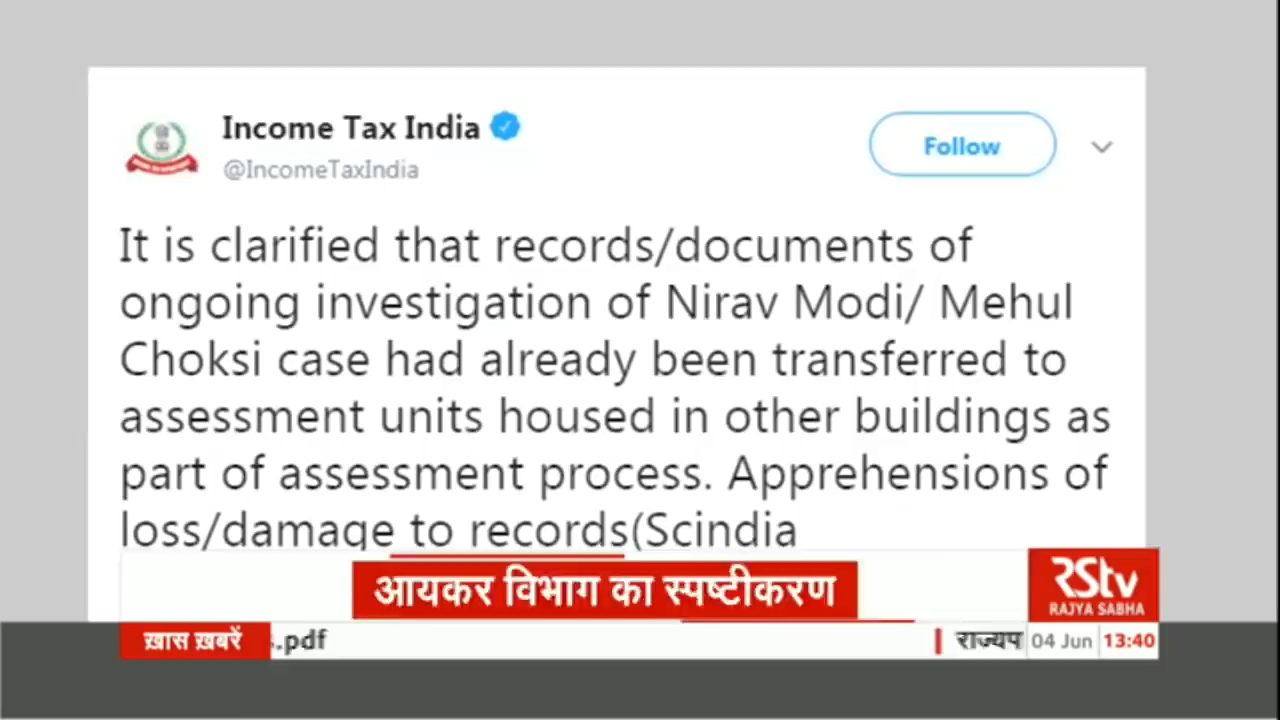 Income Tax India
@IncomeTaxIndia
Follow
It is clarified that records/documents of
ongoing investigation of Nirav Modi/ Mehul
Choksi case had already been transferred to
assessment units housed in other buildings as
part of assessment process. Apprehensions of
loss/damage to records(Scindia
आयकर विभाग का स्पष्टीकरण
RStv
RAJYA SABHA
ख़ास ख़बरें
.pdf
राज्यप
04 Jun
13:40